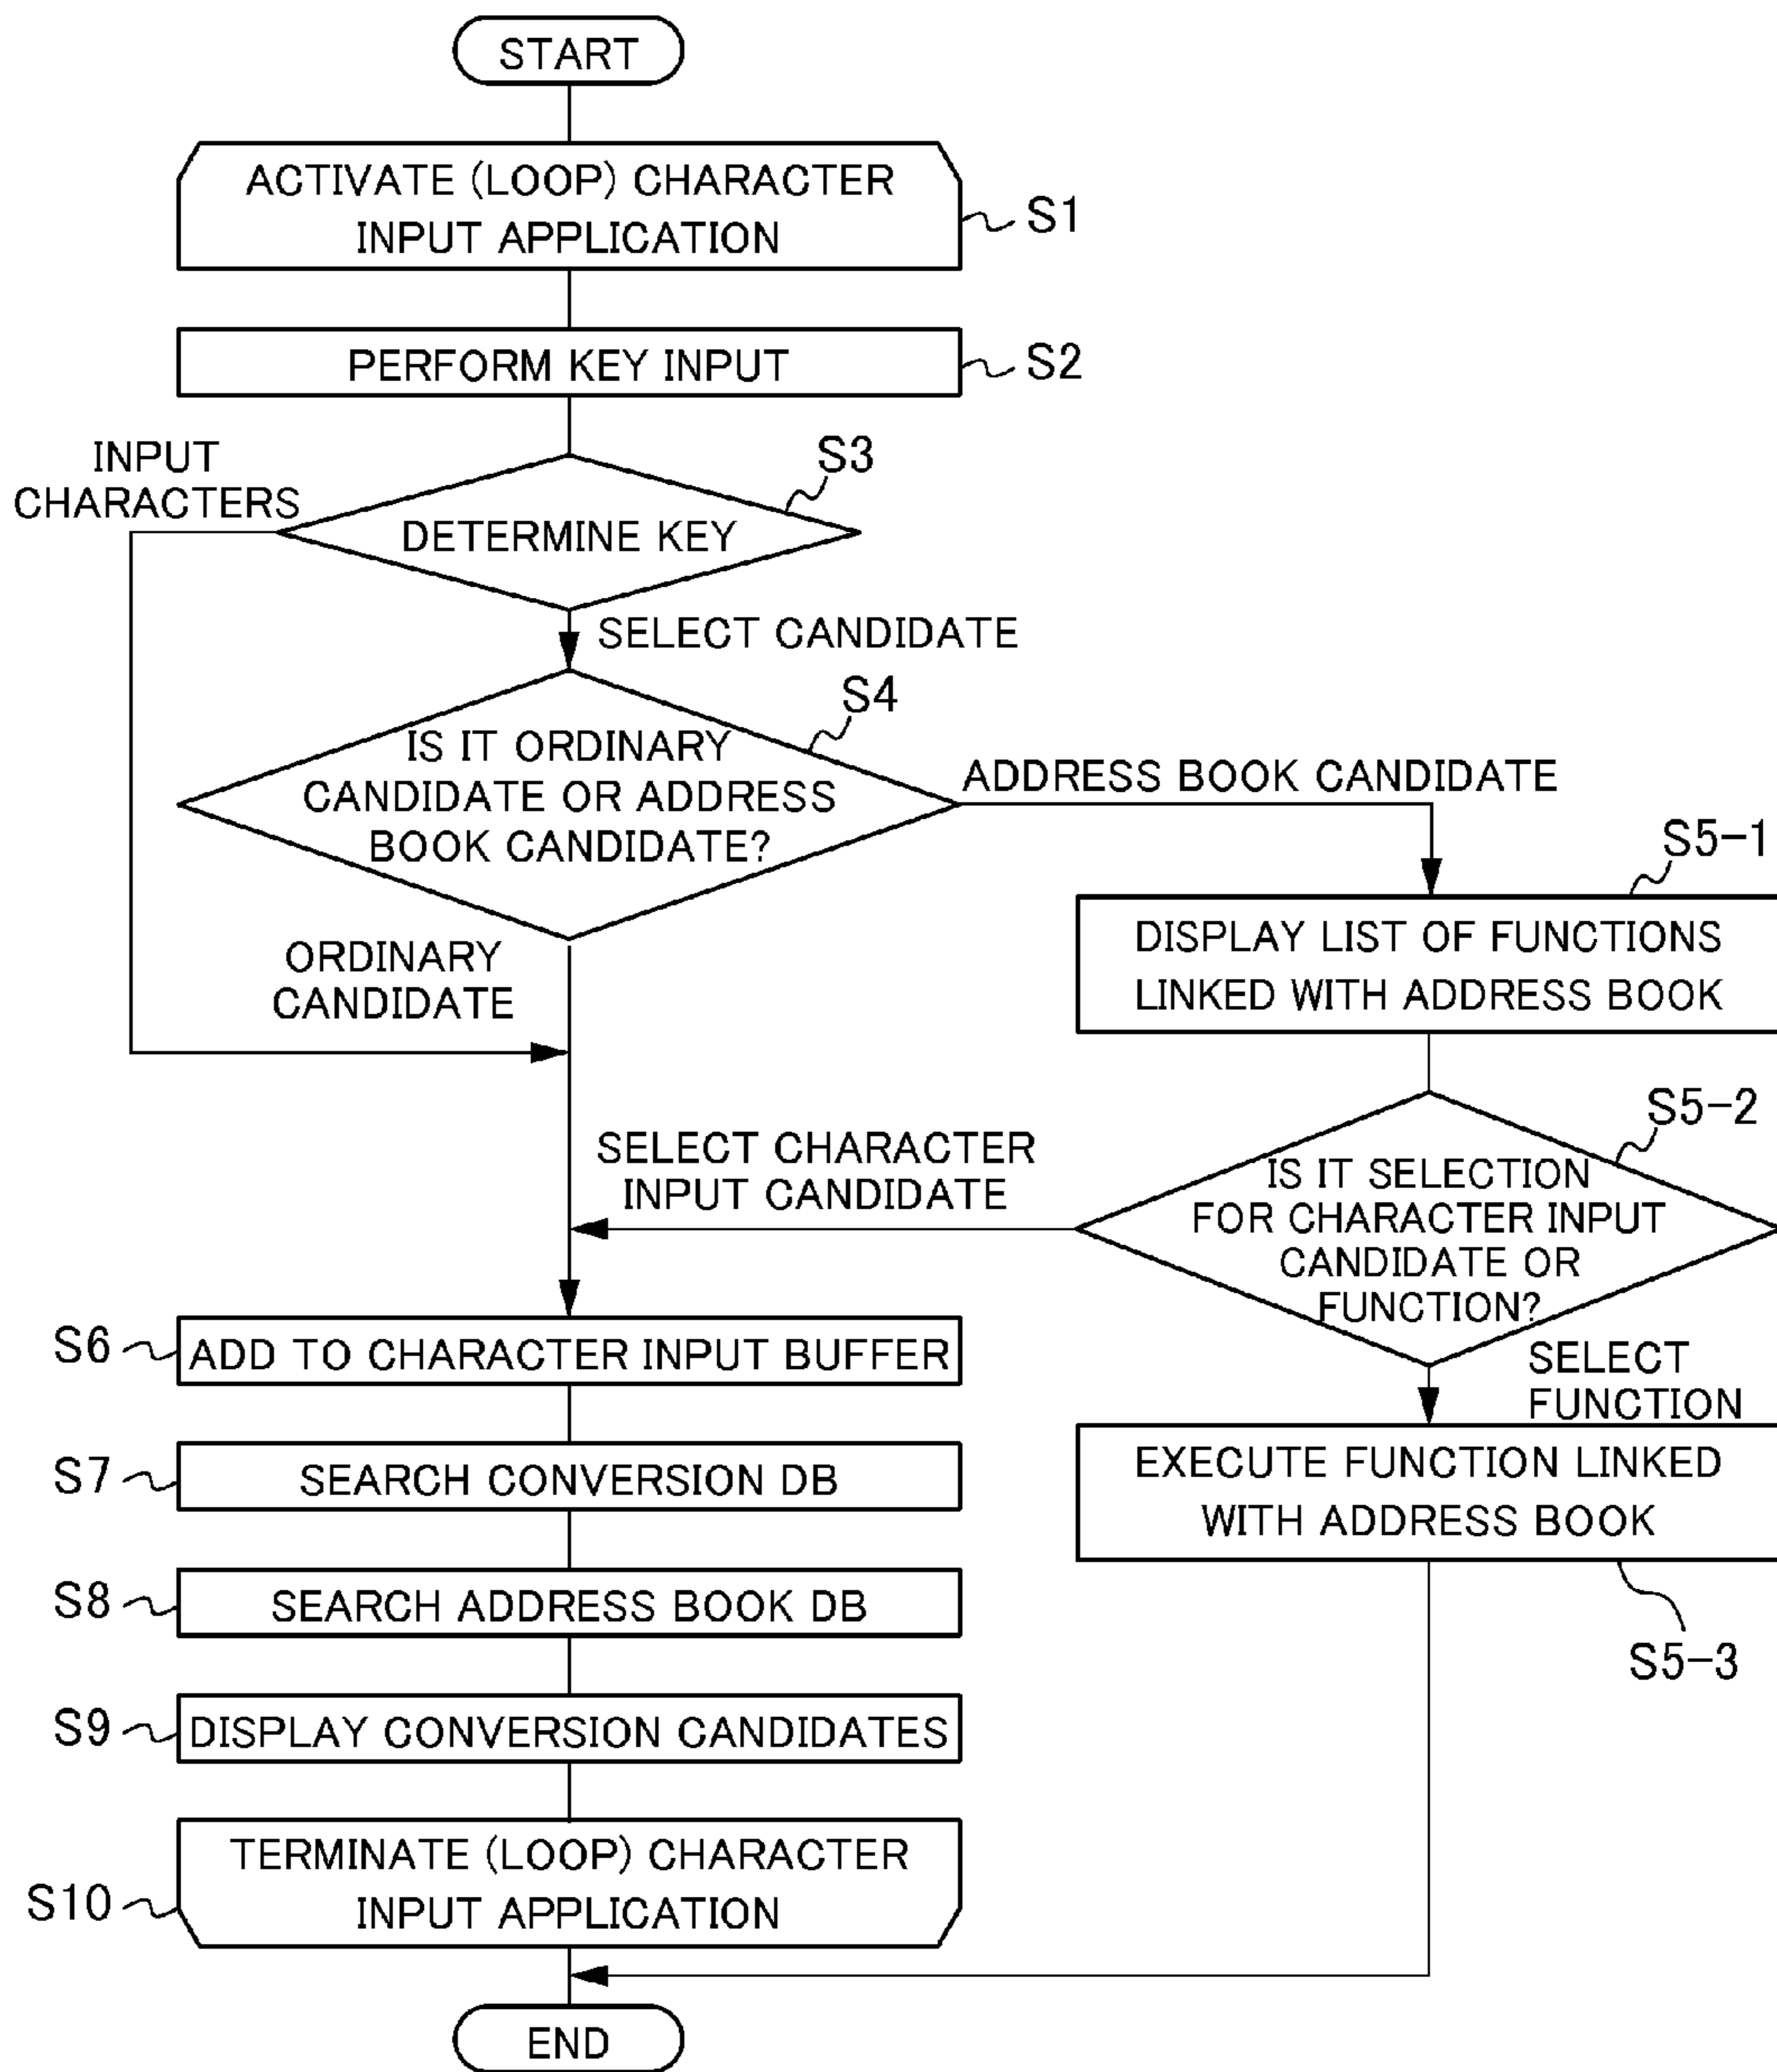 START
ACTIVATE (LOOP) CHARACTER
INPUT APPLICATION
S1
PERFORM KEY INPUT
S2
INPUT
CHARACTERS
S3
DETERMINE KEY
SELECT CANDIDATE
S4
IS IT ORDINARY
CANDIDATE OR ADDRESS
BOOK CANDIDATE?
ADDRESS BOOK CANDIDATE
S5-1
DISPLAY LIST OF FUNCTIONS
LINKED WITH ADDRESS BOOK
ORDINARY
CANDIDATE
S5-2
IS IT SELECTION
FOR CHARACTER INPUT
CANDIDATE OR
FUNCTION?
SELECT CHARACTER
INPUT CANDIDATE
SELECT
FUNCTION
S6
ADD TO CHARACTER INPUT BUFFER
EXECUTE FUNCTION LINKED
WITH ADDRESS BOOK
S5-3
S7
SEARCH CONVERSION DB
S8
SEARCH ADDRESS BOOK DB
S9
DISPLAY CONVERSION CANDIDATES
S10
TERMINATE (LOOP) CHARACTER
INPUT APPLICATION
END